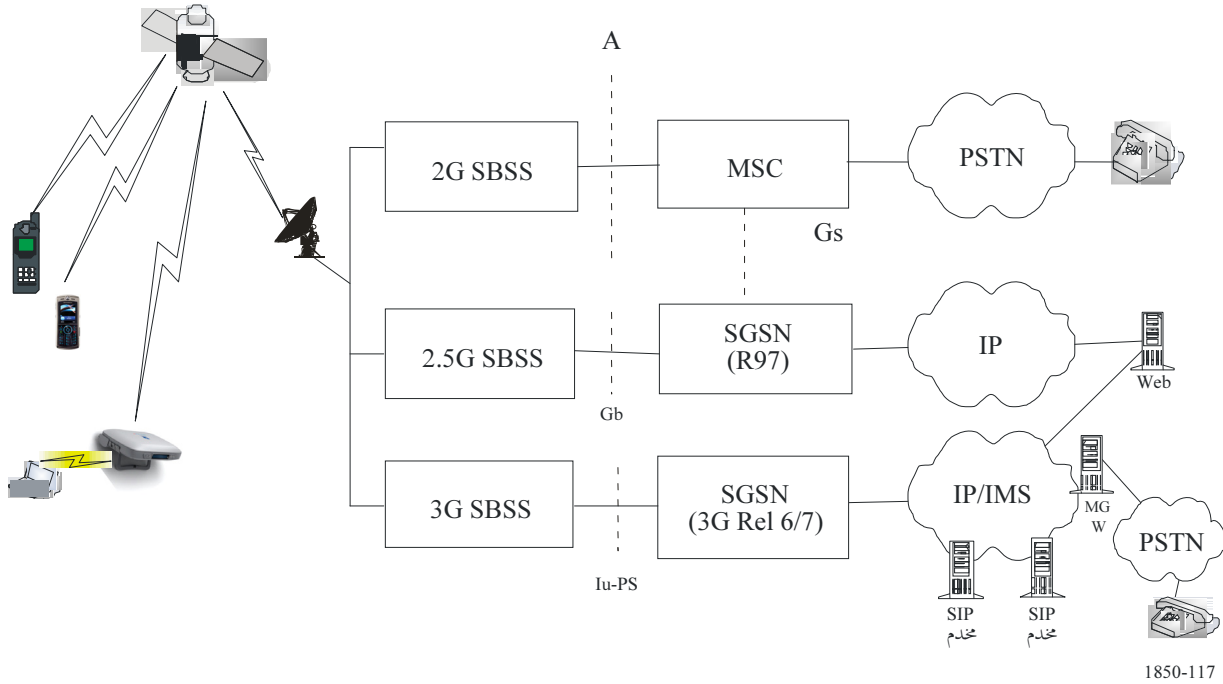 A
2G SBSS
MSC
PSTN
Gs
2.5G SBSS
SGSN
(R97)
IP
Web
Gb
3G SBSS
SGSN
(3G Rel 6/7)
IP/IMS
MG
W
PSTN
Iu-PS
SIP
مخدم
SIP
مخدم
1850-117